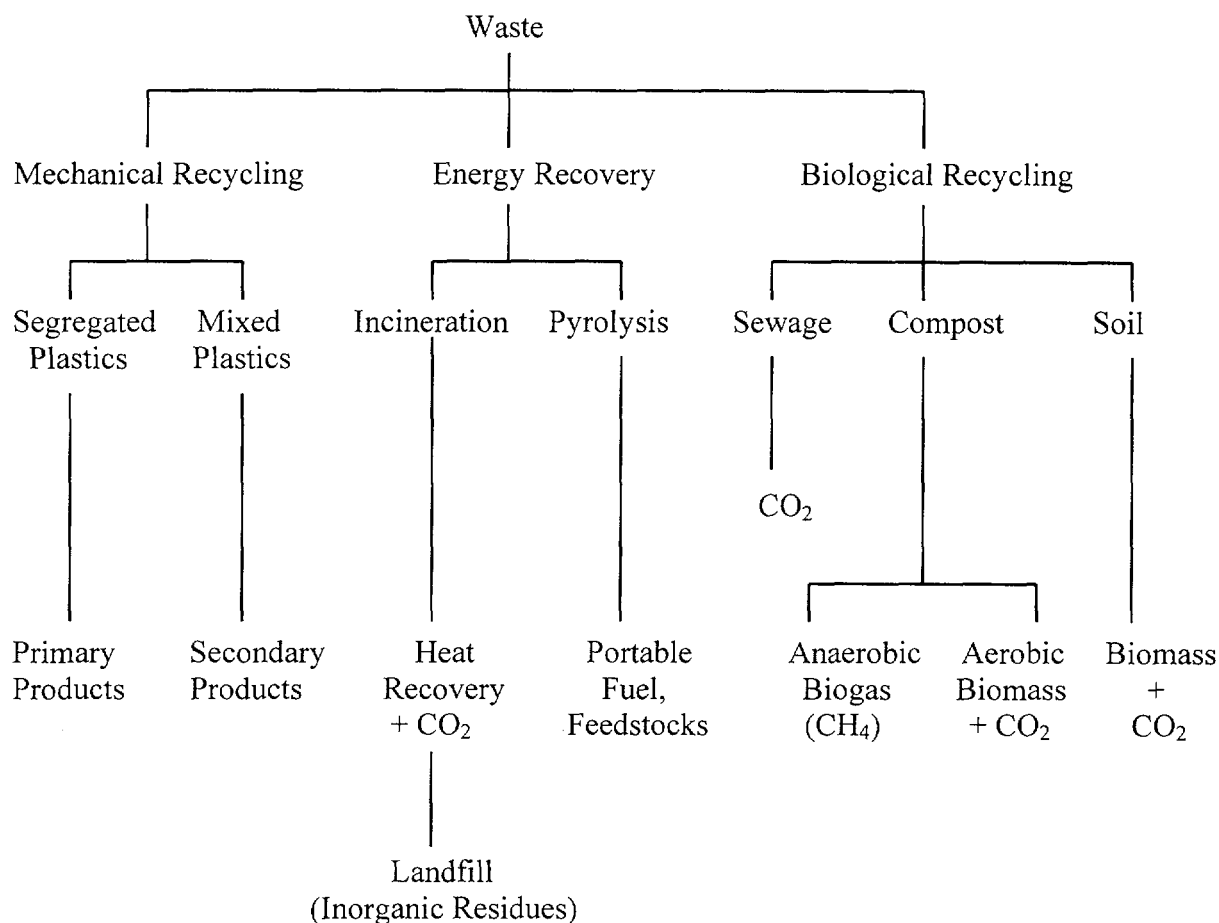 Waste
Mechanical Recycling
Energy Recovery
Biological Recycling
Segregated
Plastics
Mixed
Plastics
Incineration
Pyrolysis
Sewage
Compost
Soil
CO₂
Primary
Products
Secondary
Products
Heat
Recovery
+ CO₂
Portable
Fuel,
Feedstocks
Anaerobic
Biogas
(CH₄)
Aerobic
Biomass
+ CO₂
Biomass
+
CO₂
Landfill
(Inorganic Residues)